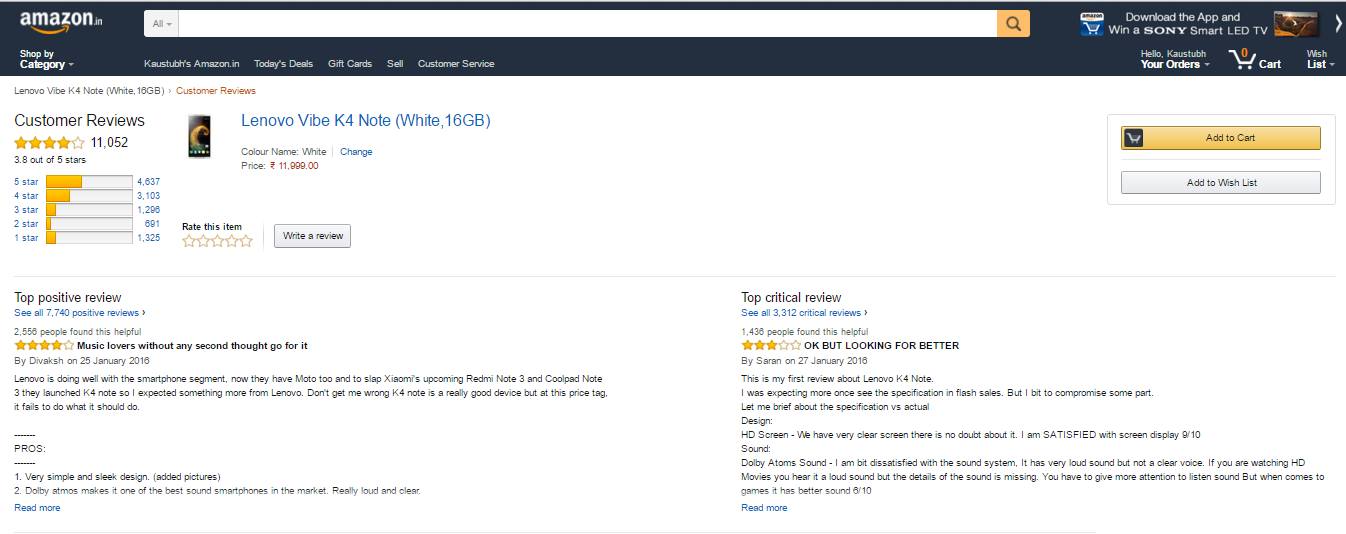 amazon.in
All
Download the App and
Win a SONY Smart LED TV
Shop by
Category
Kaustubh's Amazon.in Today's Deals Gift Cards Sell Customer Service
Hello, Kaustubh
Your Orders
0
Cart
Wish
List
Lenovo Vibe K4 Note (White,16GB) › Customer Reviews
Customer Reviews
11,052
3.8 out of 5 stars
5 star 4,637
4 star 3,103
3 star 1,296
2 star 691
1 star 1,325
Lenovo Vibe K4 Note (White,16GB)
Colour Name: White | Change
Price: ₹ 11,999.00
Rate this item
Write a review
Add to Cart
Add to Wish List
Top positive review
See all 7,740 positive reviews ›
2,556 people found this helpful
Music lovers without any second thought go for it
By Divaksh on 25 January 2016
Lenovo is doing well with the smartphone segment, now they have Moto too and to slap Xiaomi's upcoming Redmi Note 3 and Coolpad Note
3 they launched K4 note so I expected something more from Lenovo. Don't get me wrong K4 note is a really good device but at this price tag,
it fails to do what it should do.
-------
PROS:
-------
1. Very simple and sleek design. (added pictures)
2. Dolby atmos makes it one of the best sound smartphones in the market. Really loud and clear.
Read more
Top critical review
See all 3,312 critical reviews ›
1,436 people found this helpful
OK BUT LOOKING FOR BETTER
By Saran on 27 January 2016
This is my first review about Lenovo K4 Note.
I was expecting more once see the specification in flash sales. But I bit to compromise some part.
Let me brief about the specification vs actual
Design:
HD Screen - We have very clear screen there is no doubt about it. I am SATISFIED with screen display 9/10
Sound:
Dolby Atoms Sound - I am bit dissatisfied with the sound system, It has very loud sound but not a clear voice. If you are watching HD
Movies you hear it a loud sound but the details of the sound is missing. You have to give more attention to listen sound But when comes to
games it has better sound 6/10
Read more